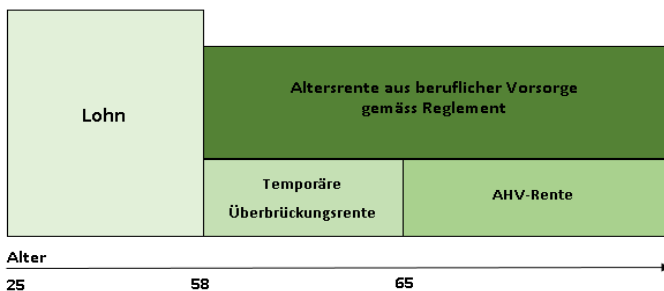 Lohn
Altersrente aus beruflicher Vorsorge
gemäss Reglement
Temporäre
Überbrückungsrente
AHV-Rente
Alter
25
58
65